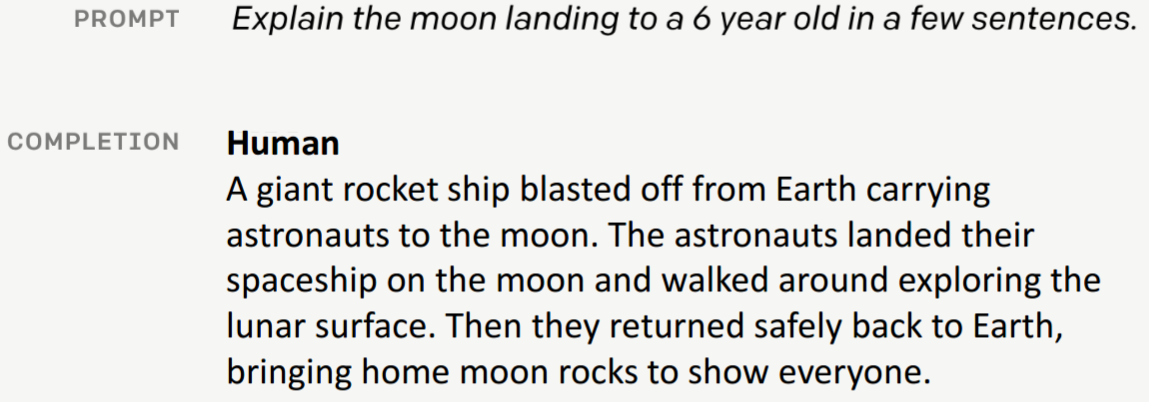 PROMPT Explain the moon landing to a 6 year old in a few sentences.
COMPLETION Human
A giant rocket ship blasted off from Earth carrying
astronauts to the moon. The astronauts landed their
spaceship on the moon and walked around exploring the
lunar surface. Then they returned safely back to Earth,
bringing home moon rocks to show everyone.